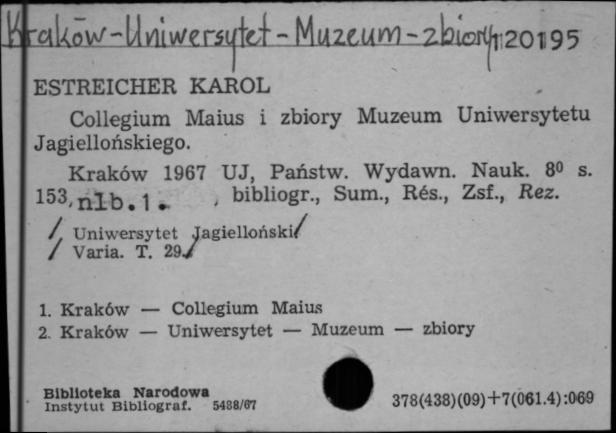 Kraków-Uniwersytet-Muzeum-zbiory 120195
ESTREICHER KAROL
Collegium Maius i zbiory Muzeum Uniwersytetu
Jagiellońskiego.
Kraków 1967 UJ, Państw. Wydawn. Nauk. 8⁰ s.
153, nlb.1. , bibliogr., Sum., Rés., Zsf., Rez.
/ Uniwersytet Jagielloński/
/ Varia. T. 29./
1. Kraków — Collegium Maius
2. Kraków — Uniwersytet — Muzeum — zbiory
Biblioteka Narodowa
Instytut Bibliograf. 5488/67
378(438)(09)+7(061.4):069